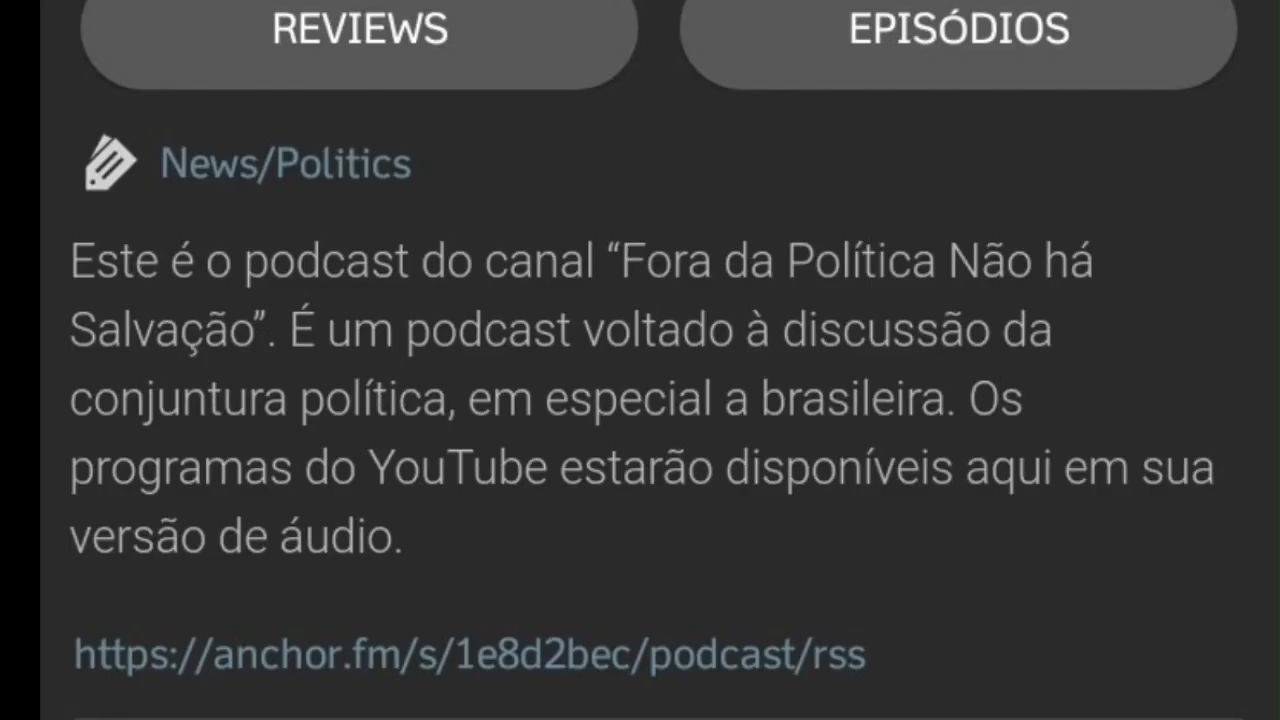 REVIEWS EPISÓDIOS
News/Politics
Este é o podcast do canal “Fora da Política Não há
Salvação”. É um podcast voltado à discussão da
conjuntura política, em especial a brasileira. Os
programas do YouTube estarão disponíveis aqui em sua
versão de áudio.
https://anchor.fm/s/1e8d2bec/podcast/rss